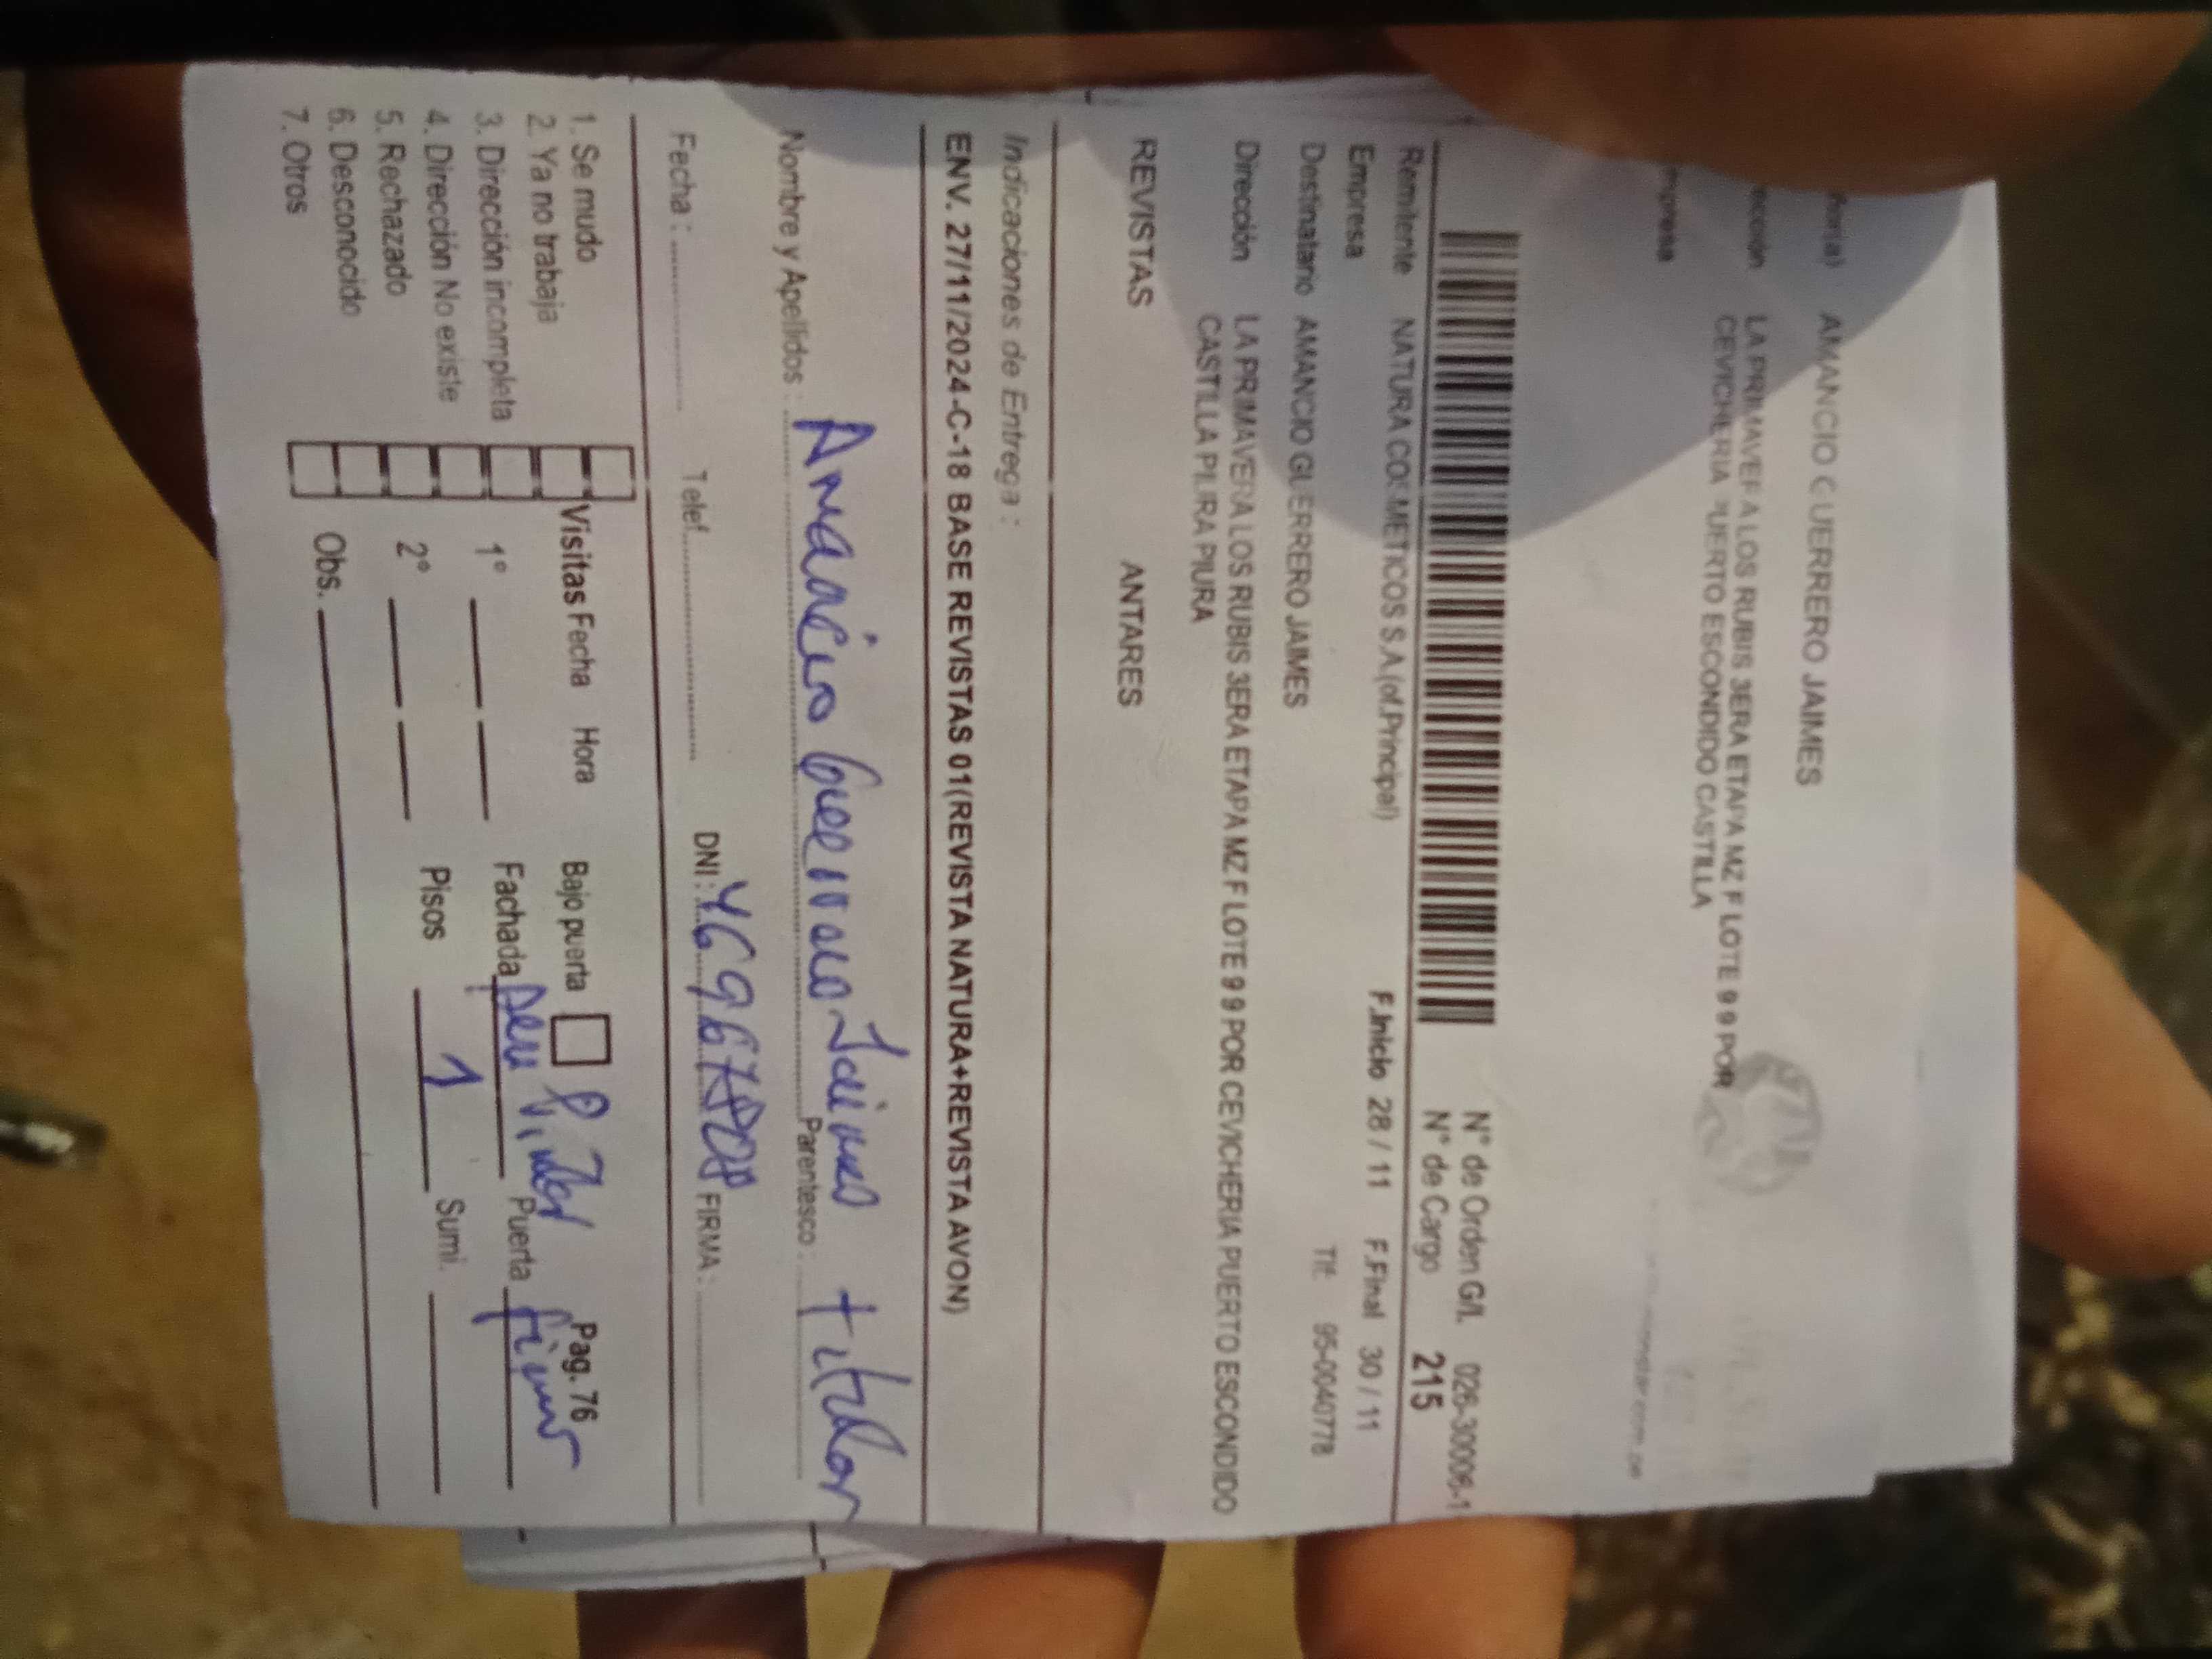 AMANCIO GUERRERO JAIMES
LA PRIMAVERA LOS RUBIS 3ERA ETAPA MZ F LOTE 9 9 POR
CEVICHERIA PUERTO ESCONDIDO CASTILLA
N° de Orden G/L 026-30006-1
N° de Cargo 215
Remitente NATURA COSMETICOS S.A.(of.Principal) F.Inicio 28 / 11 F.Final 30 / 11
Empresa
Tlf. 95-0040778
Destinatario AMANCIO GUERRERO JAIMES
Dirección LA PRIMAVERA LOS RUBIS 3ERA ETAPA MZ F LOTE 9 9 POR CEVICHERIA PUERTO ESCONDIDO
CASTILLA PIURA PIURA
REVISTAS ANTARES
Indicaciones de Entrega :
ENV. 27/11/2024-C-18 BASE REVISTAS 01(REVISTA NATURA+REVISTA AVON)
Nombre y Apellidos : Amancio Guerrero Jaimes Parentesco : titular
Fecha : Telef. DNI : FIRMA :
1. Se mudo
2. Ya no trabaja
3. Dirección incompleta
4. Dirección No existe
5. Rechazado
6. Desconocido
7. Otros
Visitas Fecha Hora Bajo puerta Pag. 76
1° Fachada Puerta fierro
2° Pisos 1 Sumi.
Obs.